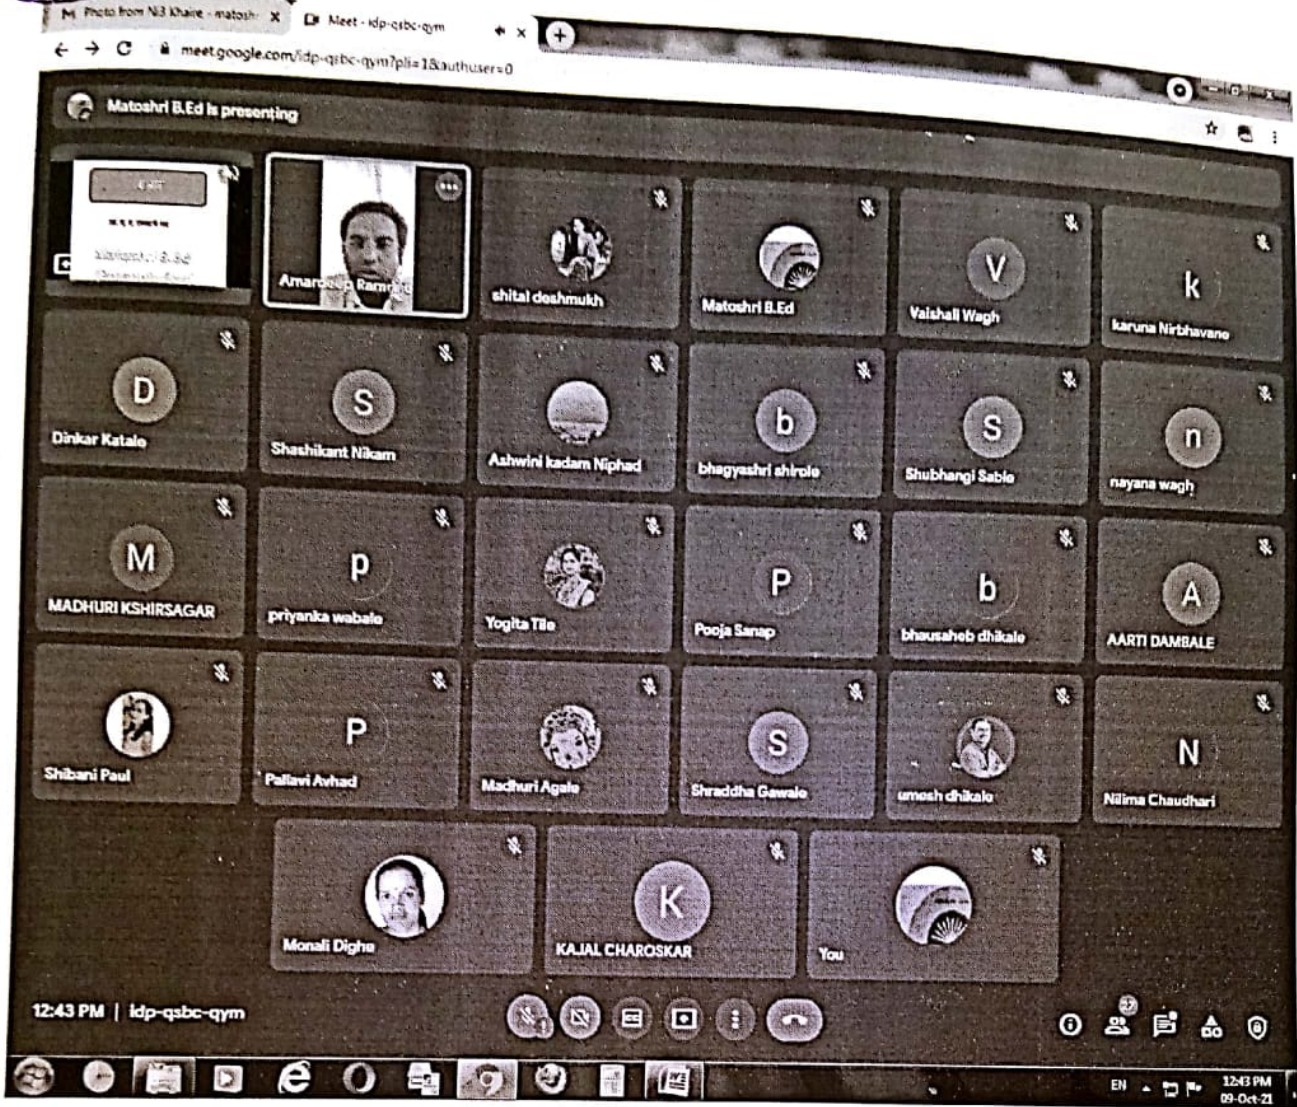 Photo from Ni3 Khaire - matosh
Meet - idp-qsbc-qym
meet.google.com/idp-qsbc-qym?pli=1&authuser=0
Matoshri B.Ed is presenting
Amardeep
shital deshmukh
Matoshri B.Ed
Vaishali Wagh
karuna Nirbhavane
V
k
Dinkar Katale
Shashikant Nikam
Ashwini kadam Niphad
bhagyashri shirole
Shubhangi Sable
nayana wagh
D
S
b
S
n
MADHURI KSHIRSAGAR
priyanka wabale
Yogita Tile
Pooja Sanap
bhausaheb dhikale
AARTI DAMBALE
M
p
P
b
A
Shibani Paul
Pallavi Avhad
Madhuri Agale
Shraddha Gawale
umesh dhikale
Nilima Chaudhari
P
S
N
Monali Dighe
KAJAL CHAROSKAR
You
K
12:43 PM | idp-qsbc-qym
27
EN
12:43 PM
09-Oct-21